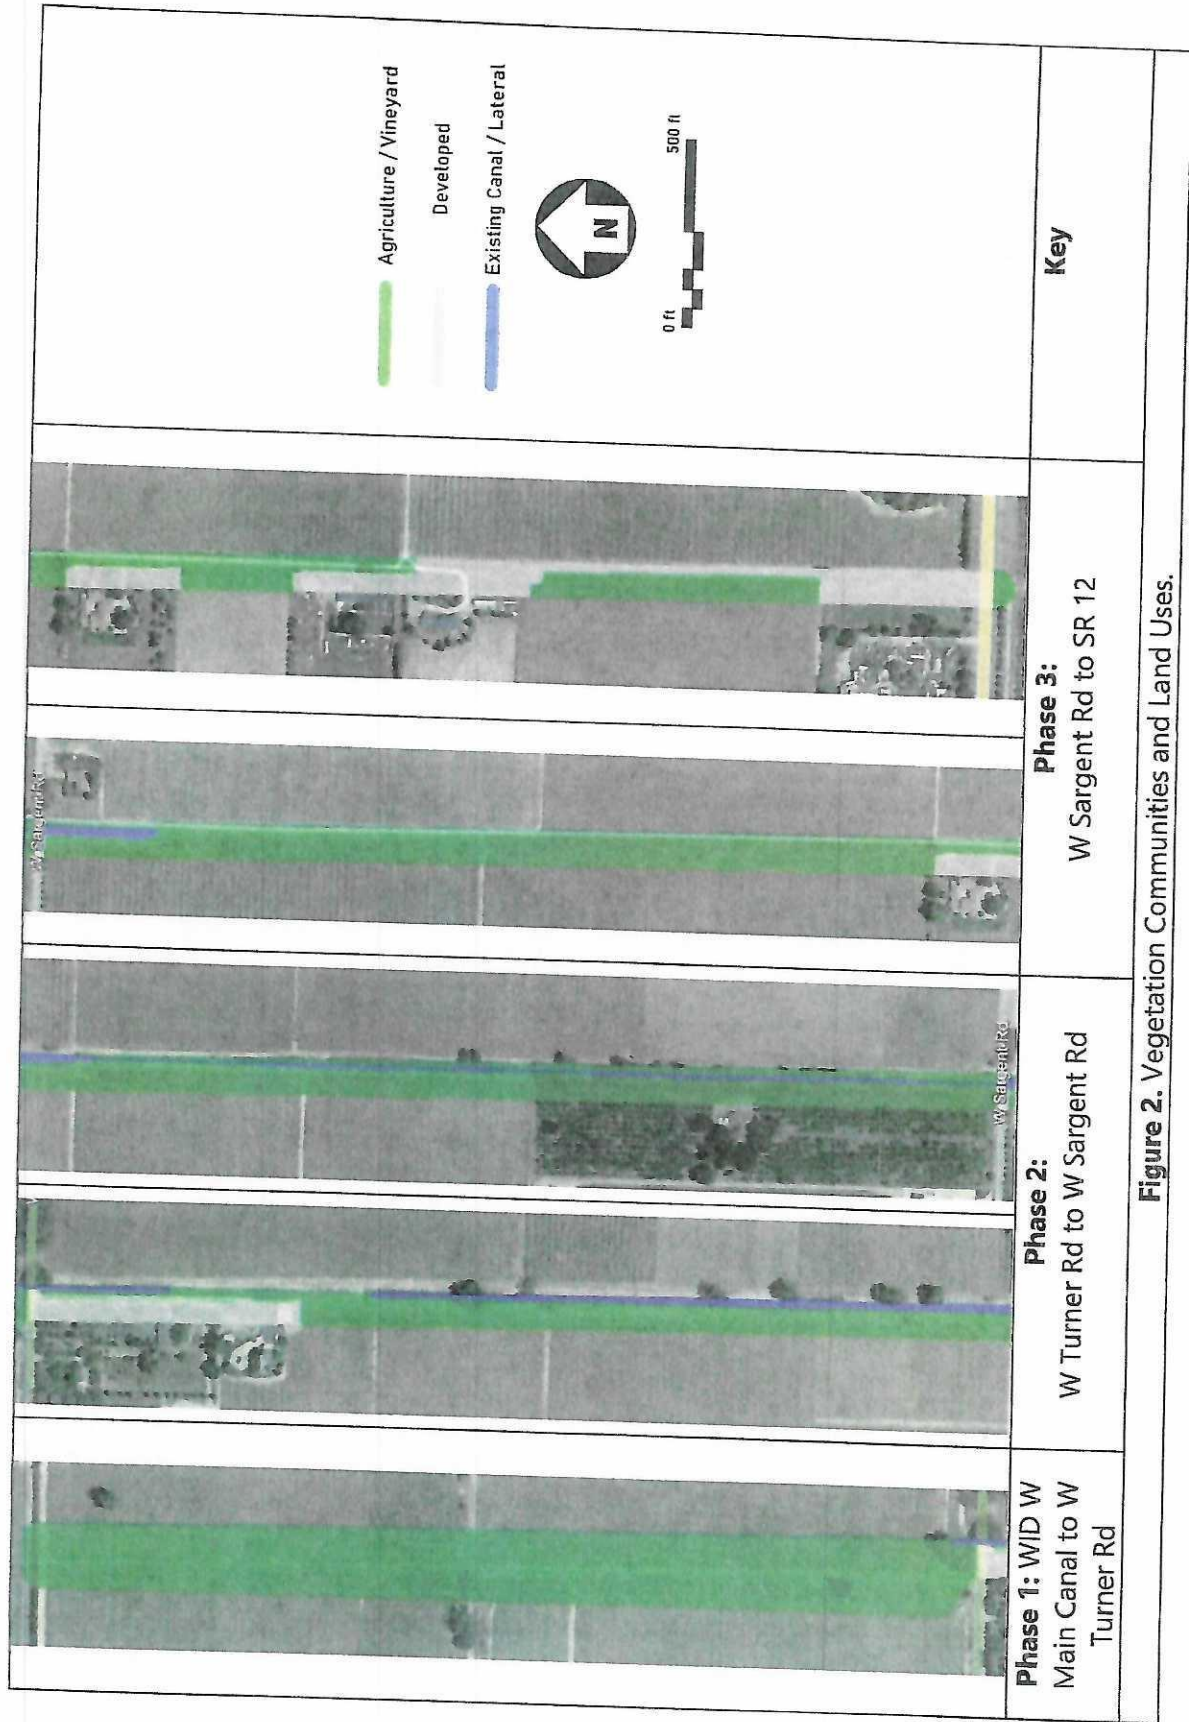 Agriculture / Vineyard
Developed
Existing Canal / Lateral
N
0 ft
500 ft
W Sargent Rd
W Sargent Rd
Phase 1: WID W
Main Canal to W
Turner Rd
Phase 2:
W Turner Rd to W Sargent Rd
Phase 3:
W Sargent Rd to SR 12
Key
Figure 2. Vegetation Communities and Land Uses.